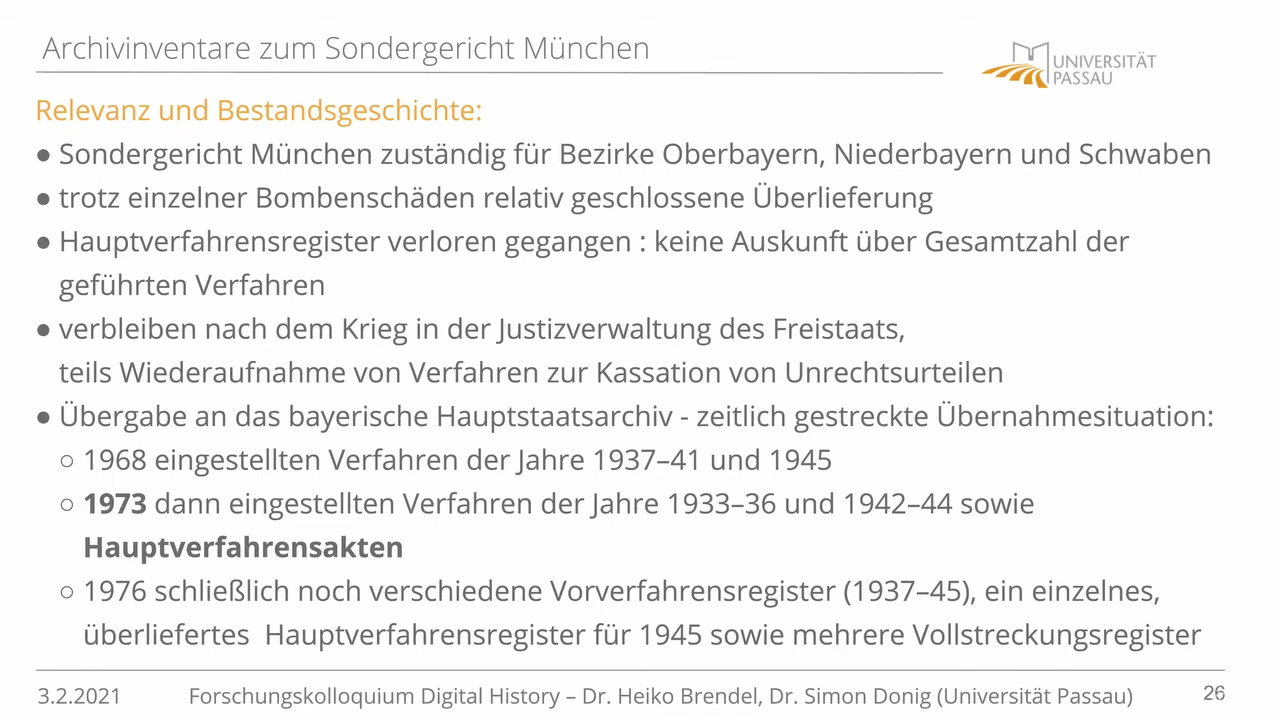 Archivinventare zum Sondergericht München
UNIVERSITÄT
PASSAU
Relevanz und Bestandsgeschichte:
● Sondergericht München zuständig für Bezirke Oberbayern, Niederbayern und Schwaben
● trotz einzelner Bombenschäden relativ geschlossene Überlieferung
● Hauptverfahrensregister verloren gegangen : keine Auskunft über Gesamtzahl der
geführten Verfahren
● verbleiben nach dem Krieg in der Justizverwaltung des Freistaats,
teils Wiederaufnahme von Verfahren zur Kassation von Unrechtsurteilen
● Übergabe an das bayerische Hauptstaatsarchiv - zeitlich gestreckte Übernahmesituation:
○ 1968 eingestellten Verfahren der Jahre 1937–41 und 1945
○ 1973 dann eingestellten Verfahren der Jahre 1933–36 und 1942–44 sowie
Hauptverfahrensakten
○ 1976 schließlich noch verschiedene Vorverfahrensregister (1937–45), ein einzelnes,
überliefertes  Hauptverfahrensregister für 1945 sowie mehrere Vollstreckungsregister
3.2.2021 Forschungskolloquium Digital History – Dr. Heiko Brendel, Dr. Simon Donig (Universität Passau) 26